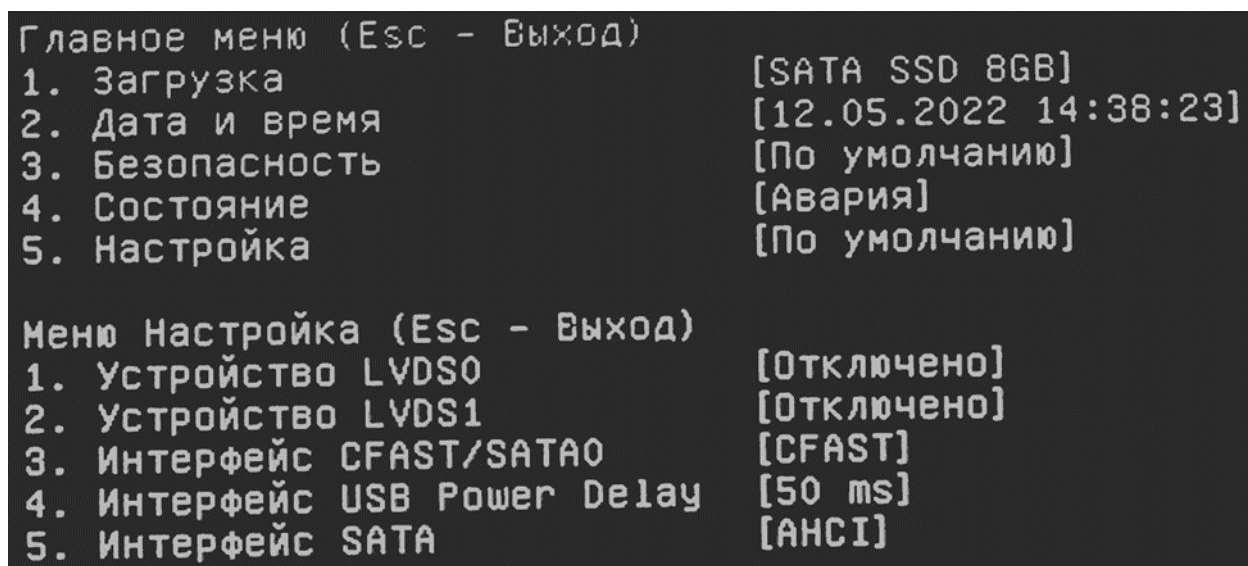 Главное меню (Esc - Выход)
1. Загрузка [SATA SSD 8GB]
2. Дата и время [12.05.2022 14:38:23]
3. Безопасность [По умолчанию]
4. Состояние [Авария]
5. Настройка [По умолчанию]
Меню Настройка (Esc - Выход)
1. Устройство LVDS0 [Отключено]
2. Устройство LVDS1 [Отключено]
3. Интерфейс CFAST/SATA0 [CFAST]
4. Интерфейс USB Power Delay [50 ms]
5. Интерфейс SATA [AHCI]